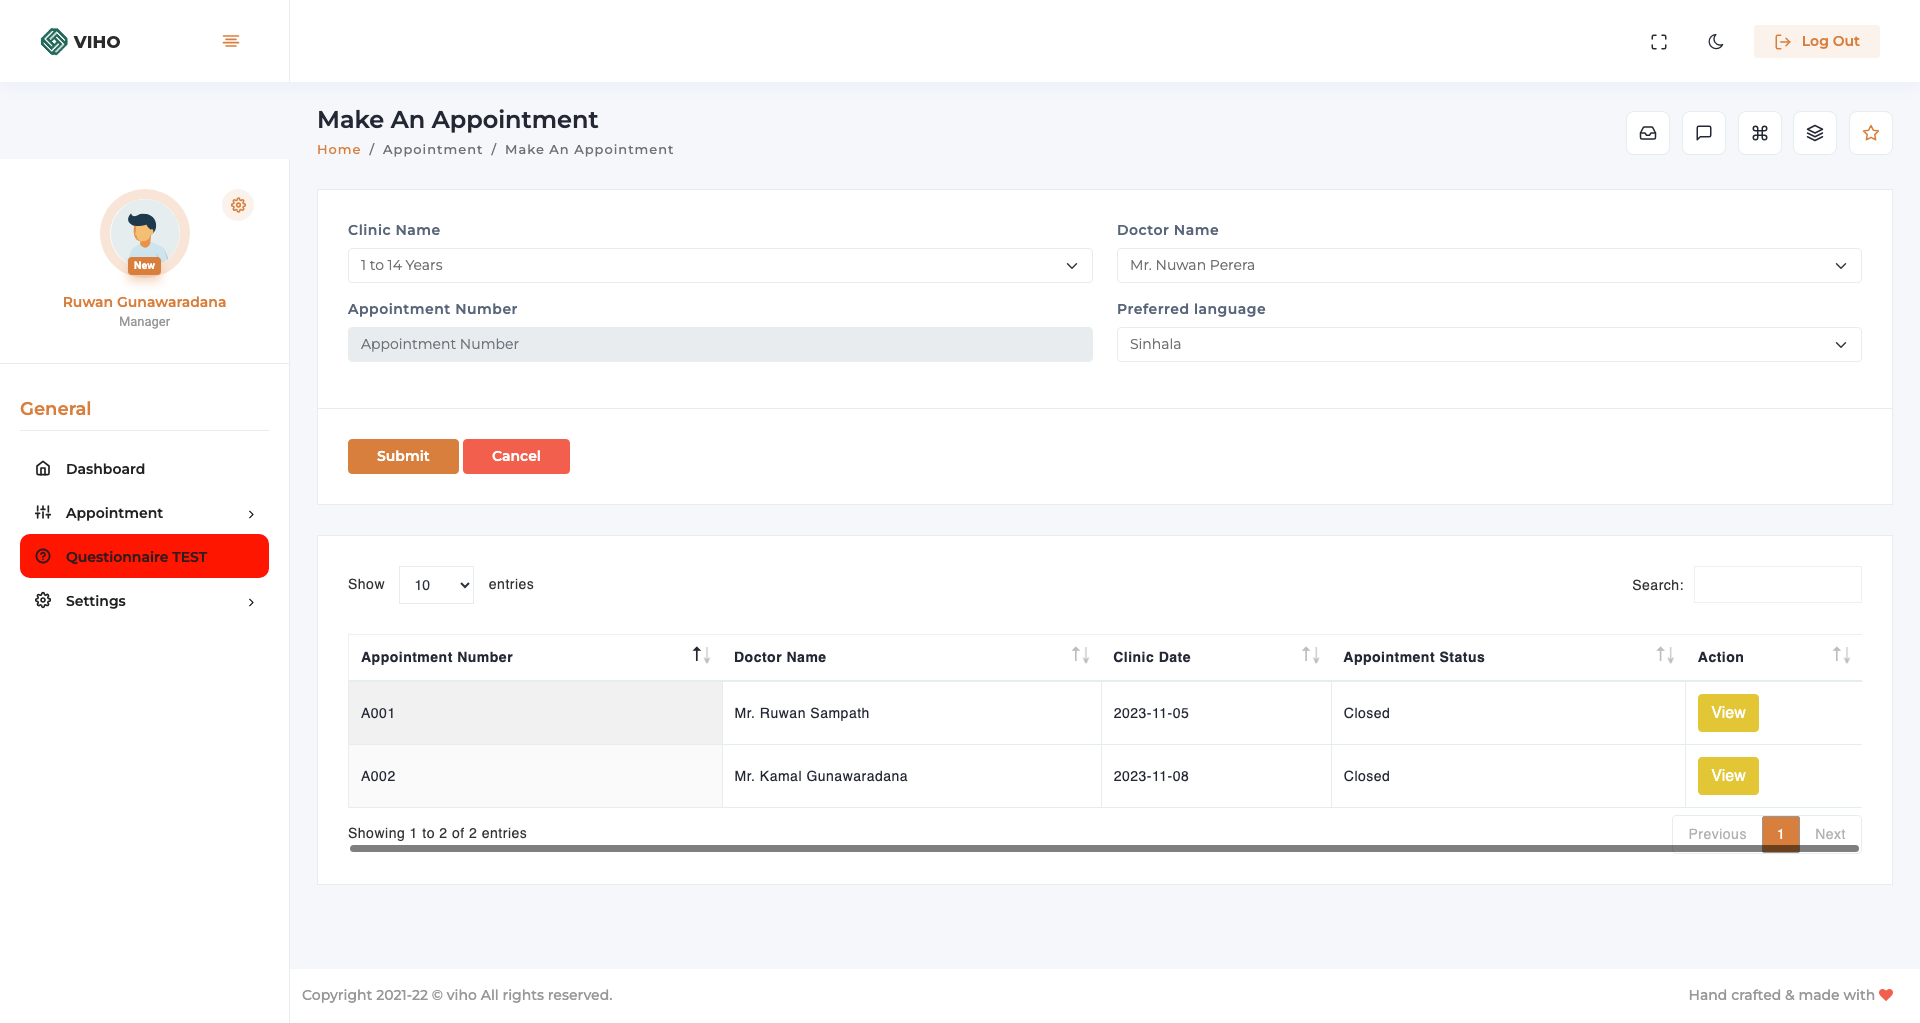 VIHO
Log Out
Make An Appointment
Home / Appointment / Make An Appointment
New
Ruwan Gunawaradana
Manager
General
Dashboard
Appointment
Questionnaire TEST
Settings
Clinic Name
1 to 14 Years
Doctor Name
Mr. Nuwan Perera
Appointment Number
Appointment Number
Preferred language
Sinhala
Submit Cancel
Show 10 entries
Search:
Appointment Number Doctor Name Clinic Date Appointment Status Action
A001 Mr. Ruwan Sampath 2023-11-05 Closed View
A002 Mr. Kamal Gunawaradana 2023-11-08 Closed View
Showing 1 to 2 of 2 entries
Previous 1 Next
Copyright 2021-22 © viho All rights reserved.
Hand crafted & made with